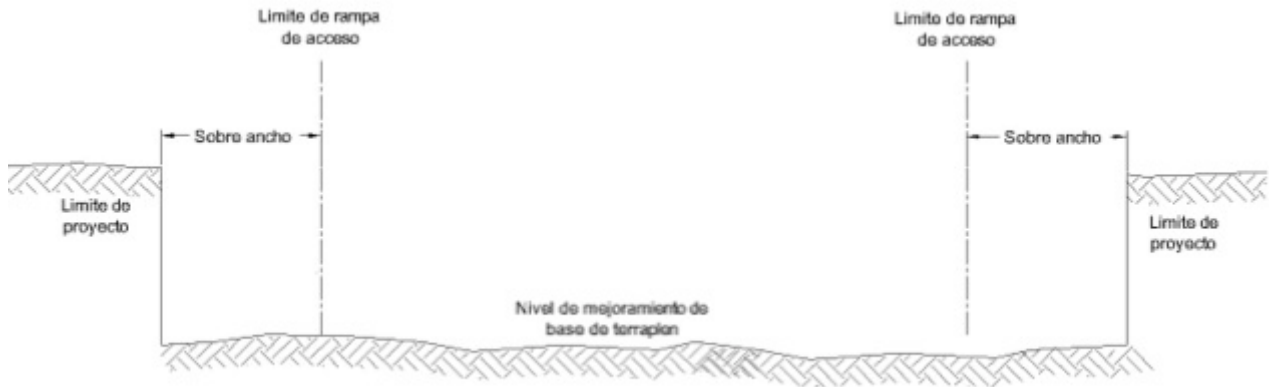 Limite de rampa
de acceso
Limite de rampa
de acceso
Sobre ancho
Sobre ancho
Limite de
proyecto
Limite de
proyecto
Nivel de mejoramiento de
base de terraplen